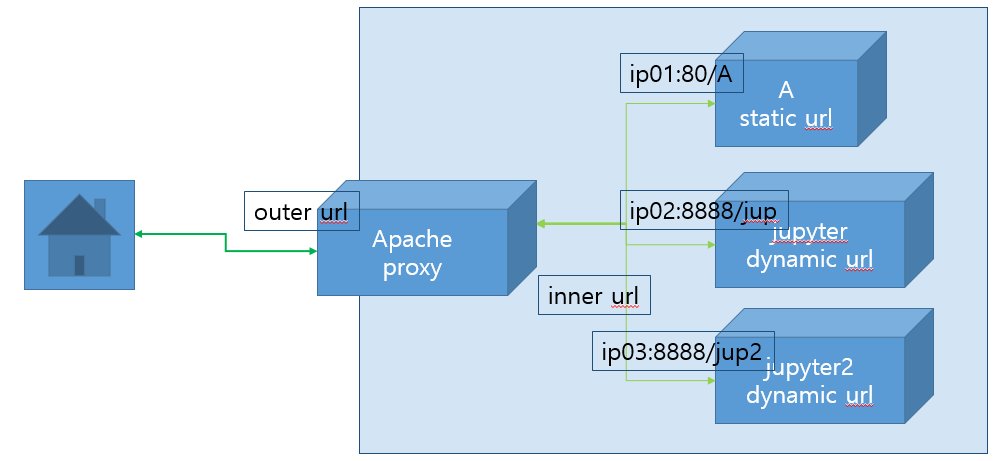 ip01:80/A
A
static url
outer url
Apache
proxy
ip02:8888/jup
jupyter
dynamic url
inner url
ip03:8888/jup2
jupyter2
dynamic url